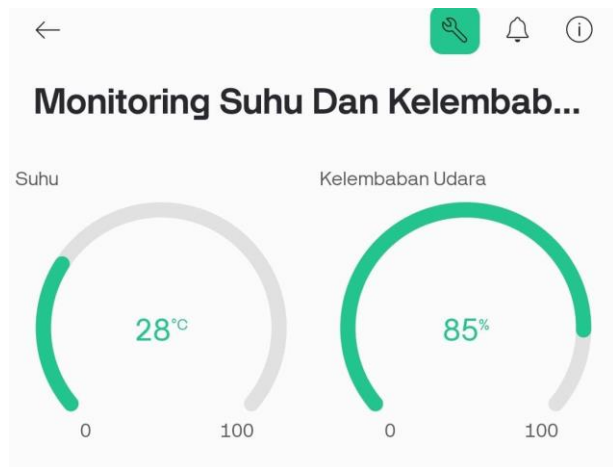 Monitoring Suhu Dan Kelembab...
Suhu
Kelembaban Udara
28°C
85%
0
100
0
100